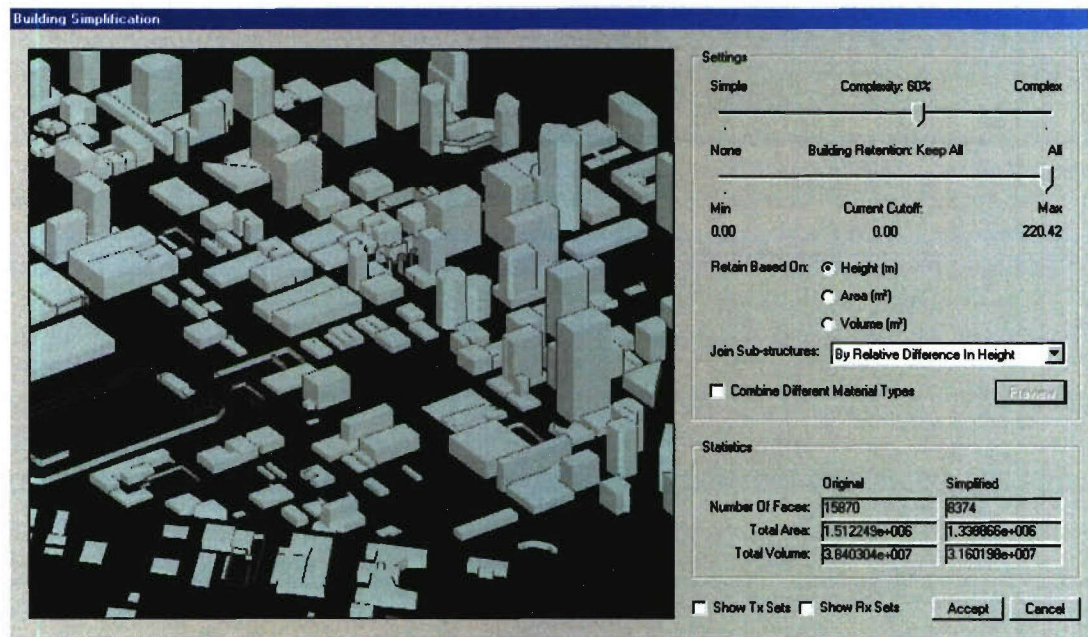 Building Simplification
Settings
Simple Complexity: 60% Complex
None Building Retention: Keep All All
Min Current Cutoff: Max
0.00 0.00 220.42
Retain Based On: Height (m)
Area (m²)
Volume (m³)
Join Sub-structures: By Relative Difference In Height
Combine Different Material Types Preview
Statistics
Original Simplified
Number Of Faces: 15870 8374
Total Area: 1.512249e+006 1.338866e+006
Total Volume: 3.840304e+007 3.160198e+007
Show Tx Sets Show Rx Sets Accept Cancel